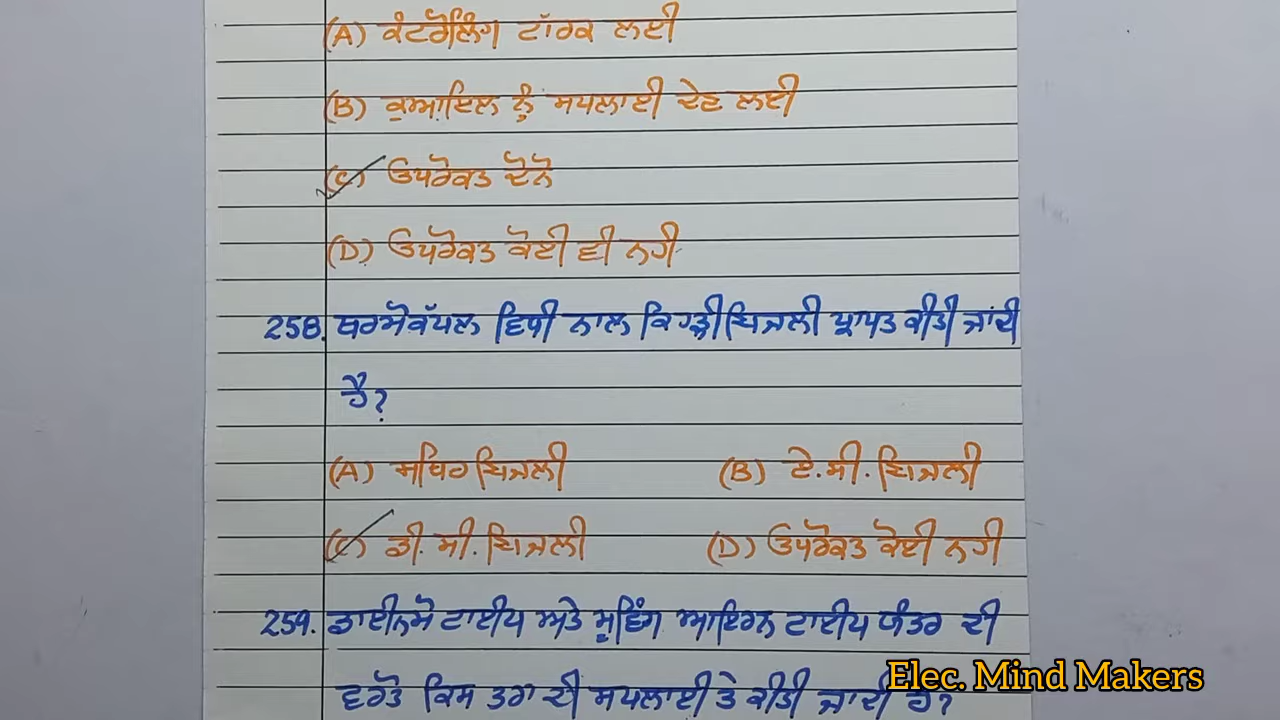 (A) ਕੰਟਰੋਲਿੰਗ ਟਾੱਰਕ ਲਈ
(B) ਕੁਆਇਲ ਨੂੰ ਸਪਲਾਈ ਦੇਣ ਲਈ
(C) ਉਪਰੋਕਤ ਦੋਨੋ
(D) ਉਪਰੋਕਤ ਕੋਈ ਵੀ ਨਹੀ
258. ਥਰਮੋਕੱਪਲ ਵਿਧੀ ਨਾਲ ਕਿਹੜੀ ਬਿਜਲੀ ਪ੍ਰਾਪਤ ਕੀਤੀ ਜਾਂਦੀ
ਹੈ?
(A) ਸਥਿਰ ਬਿਜਲੀ (B) ਏ.ਸੀ. ਬਿਜਲੀ
(C) ਡੀ.ਸੀ. ਬਿਜਲੀ (D) ਉਪਰੋਕਤ ਕੋਈ ਨਹੀ
259. ਡਾਈਨਮੋ ਟਾਈਪ ਅਤੇ ਮੂਵਿੰਗ ਆਇਰਨ ਟਾਈਪ ਯੰਤਰ ਦੀ
ਵਰਤੋ ਕਿਸ ਤਰਾ ਦੀ ਸਪਲਾਈ ਤੇ ਕੀਤੀ ਜਾਦੀ ਹੈ?
Elec. Mind Makers